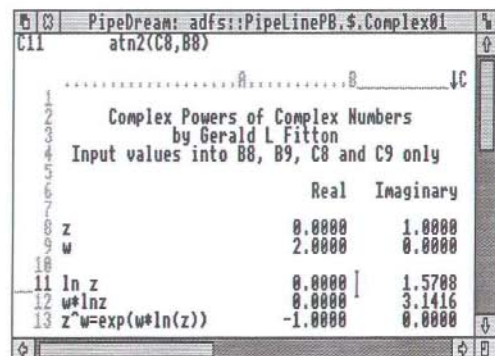 PipeDream: adfs::PipeLinePB.$.Complex01
C11 atn2(C8,B8)
A B C
1
2 Complex Powers of Complex Numbers
3 by Gerald L Fitton
4 Input values into B8, B9, C8 and C9 only
5
6 Real Imaginary
7
8 z 0.0000 1.0000
9 w 2.0000 0.0000
10
11 ln z 0.0000 1.5708
12 w*lnz 0.0000 3.1416
13 z^w=exp(w*ln(z)) -1.0000 0.0000